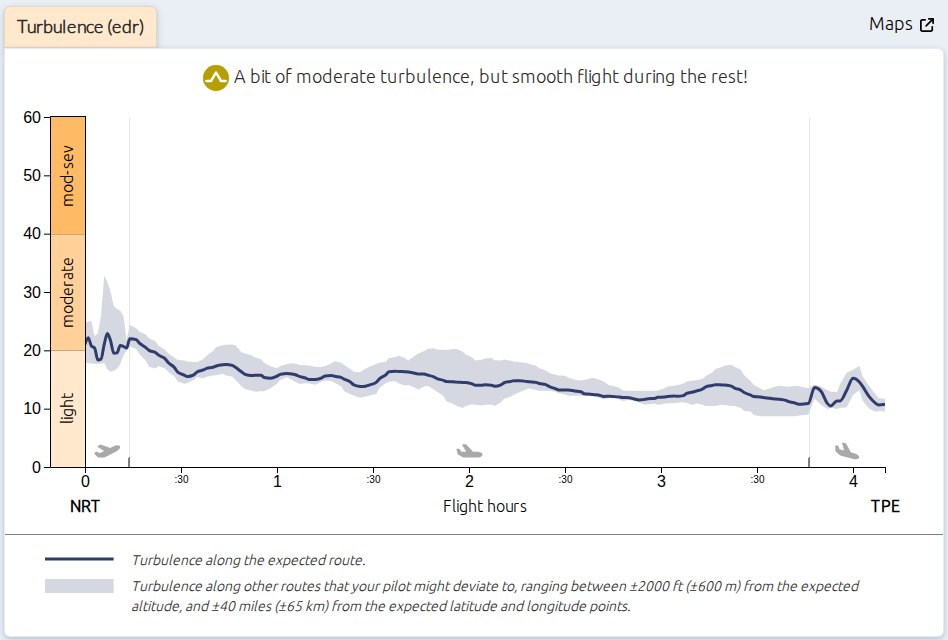 Turbulence (edr)
Maps
A bit of moderate turbulence, but smooth flight during the rest!
60
50
40
30
20
10
0
mod-sev
moderate
light
0
:30
1
:30
2
:30
3
:30
4
NRT
Flight hours
TPE
Turbulence along the expected route.
Turbulence along other routes that your pilot might deviate to, ranging between ±2000 ft (±600 m) from the expected
altitude, and ±40 miles (±65 km) from the expected latitude and longitude points.